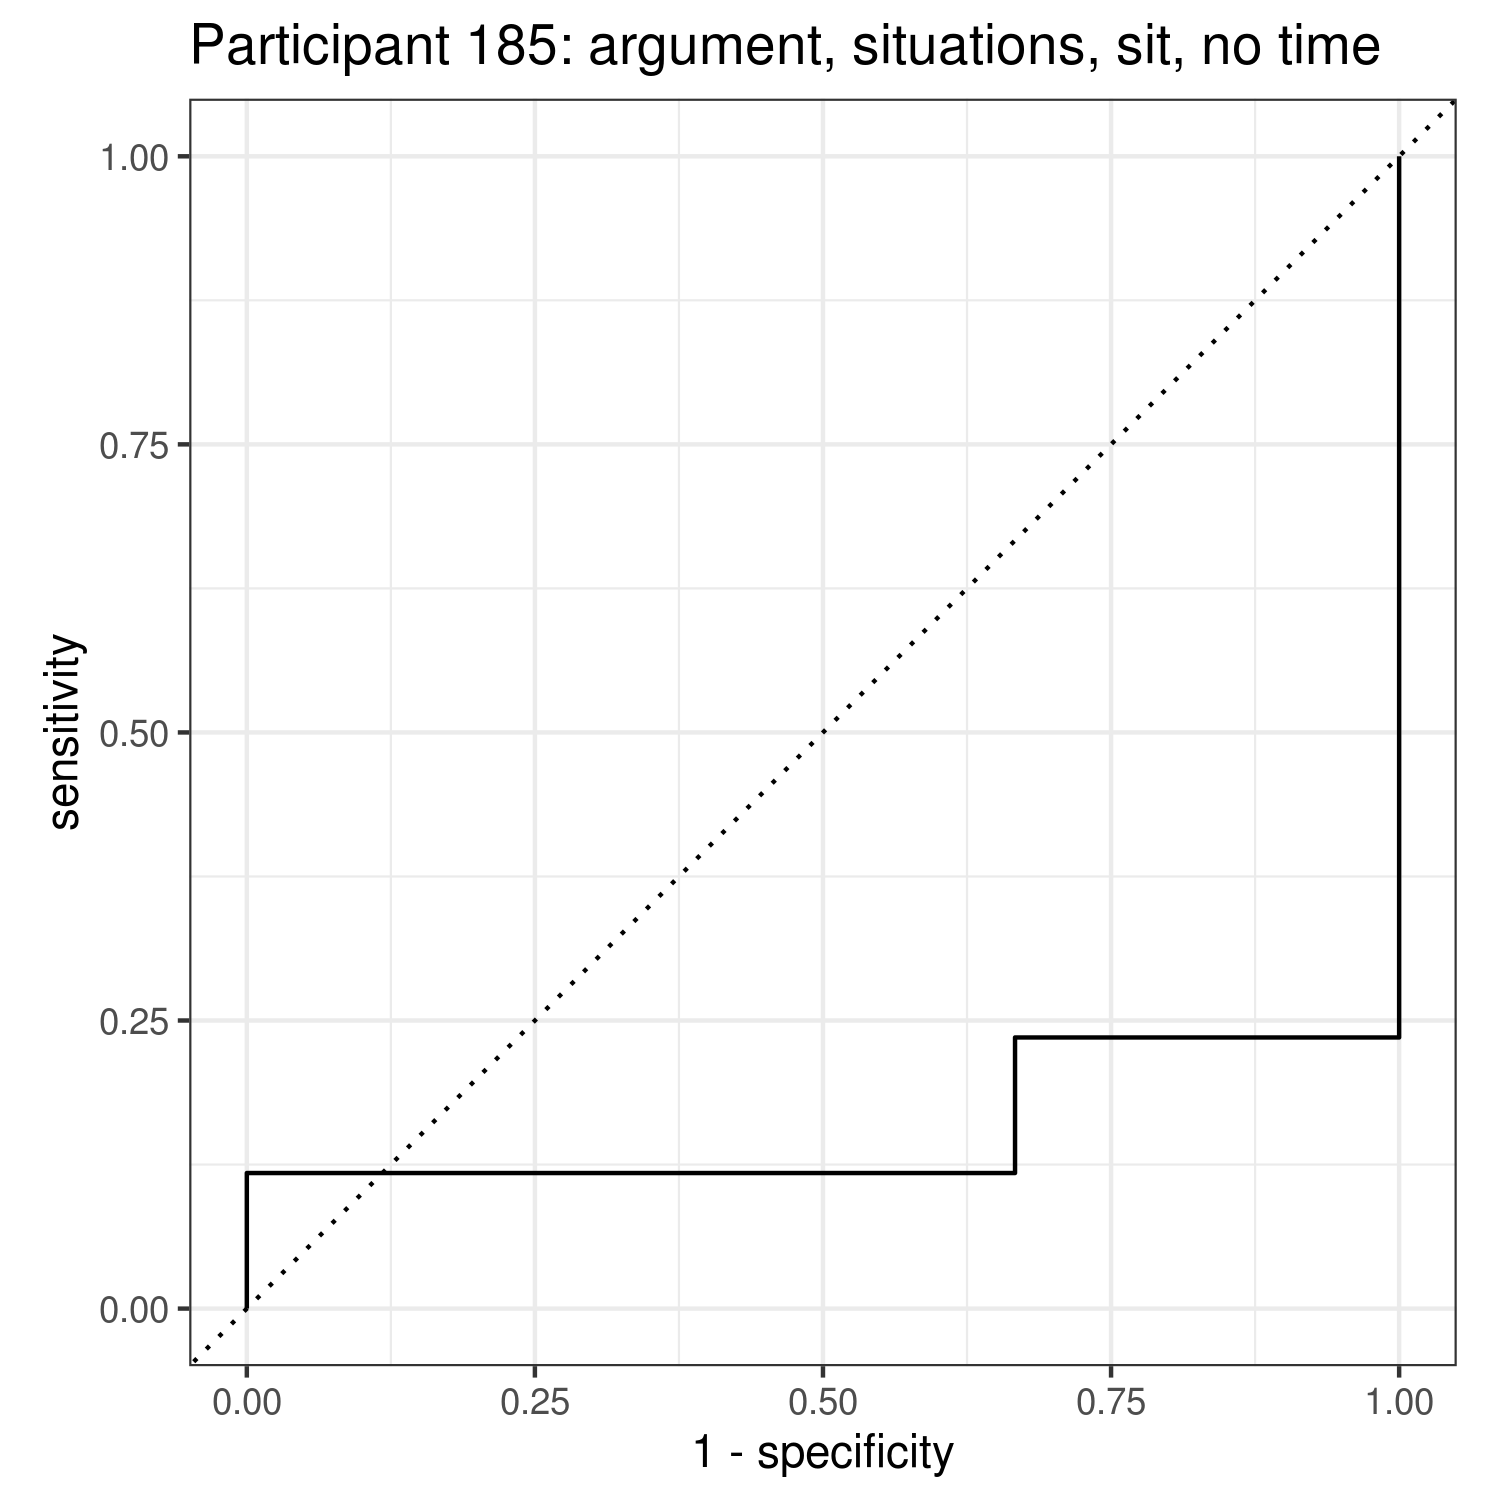 Participant 185: argument, situations, sit, no time
1.00
0.75
0.50
0.25
0.00
sensitivity
0.00 0.25 0.50 0.75 1.00
1 - specificity